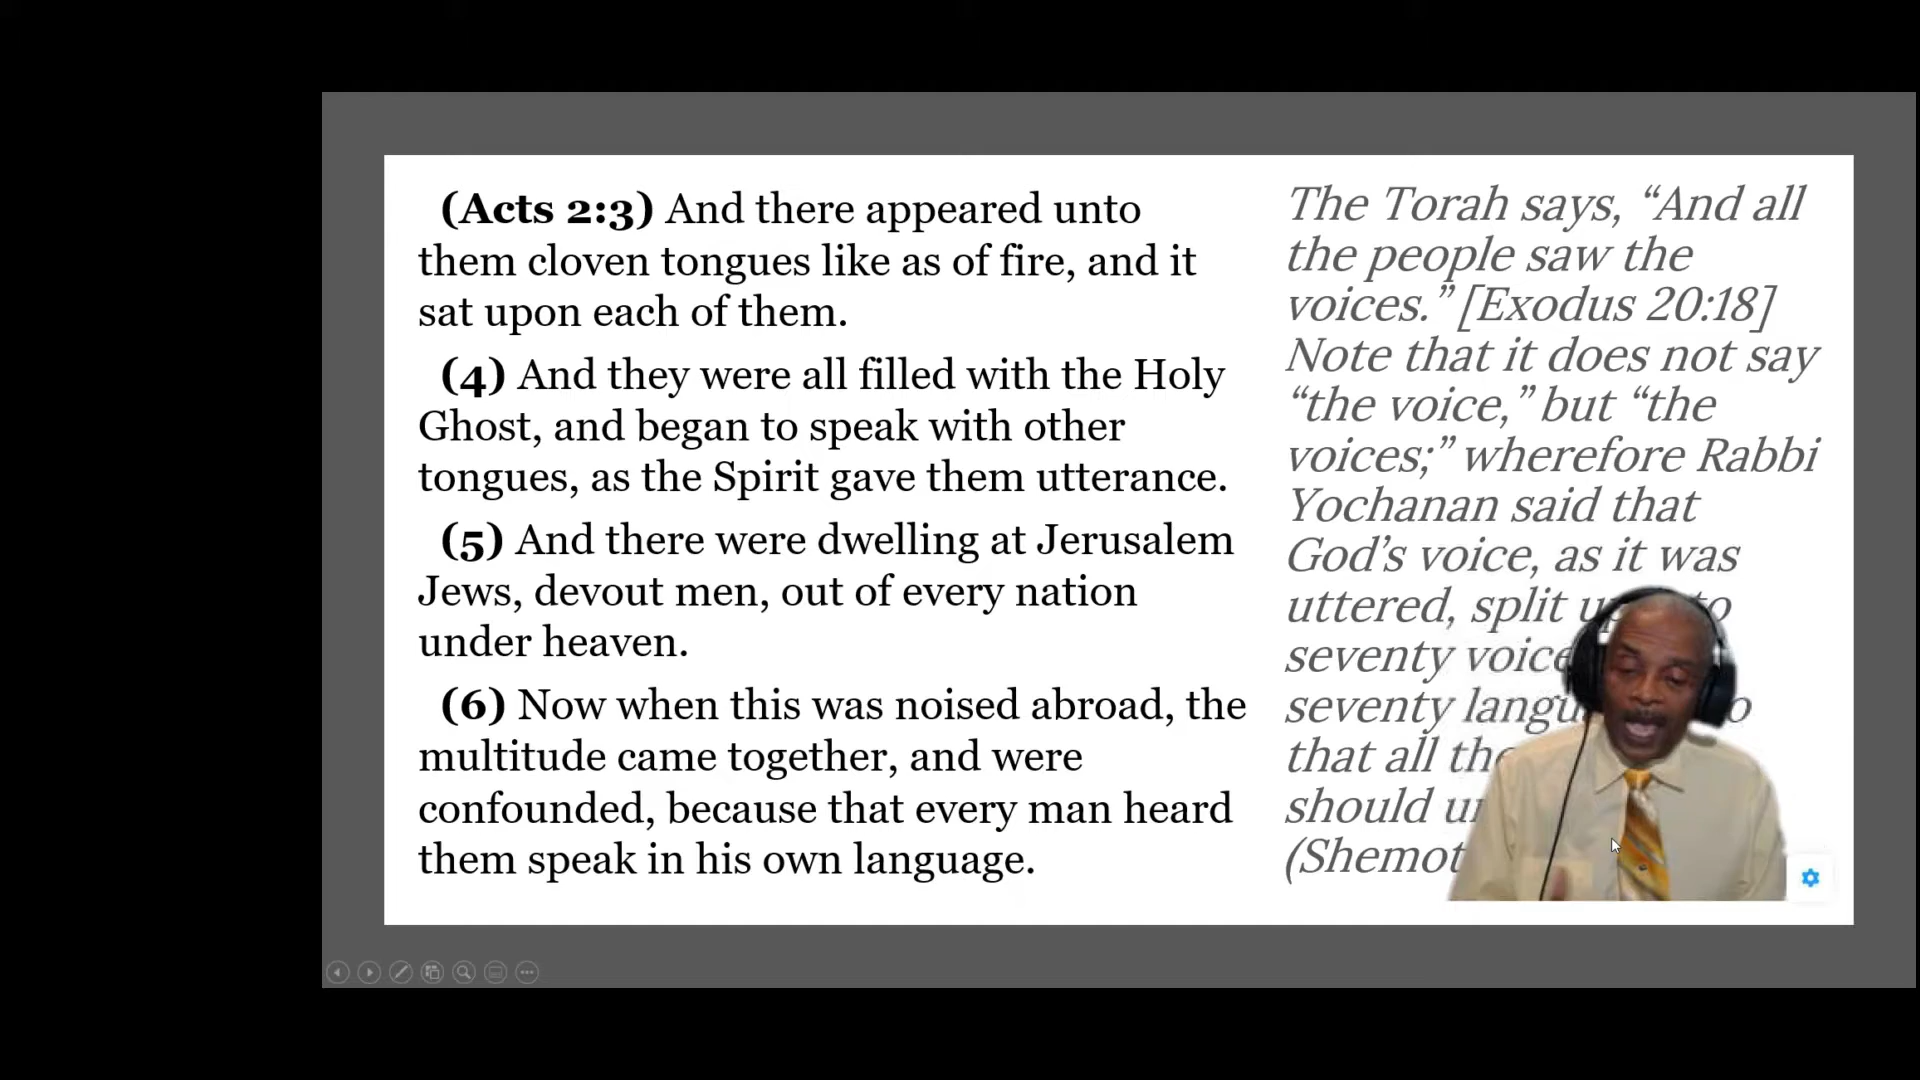 (Acts 2:3) And there appeared unto
them cloven tongues like as of fire, and it
sat upon each of them.
(4) And they were all filled with the Holy
Ghost, and began to speak with other
tongues, as the Spirit gave them utterance.
(5) And there were dwelling at Jerusalem
Jews, devout men, out of every nation
under heaven.
(6) Now when this was noised abroad, the
multitude came together, and were
confounded, because that every man heard
them speak in his own language.
The Torah says, “And all
the people saw the
voices.” [Exodus 20:18]
Note that it does not say
“the voice,” but “the
voices;” wherefore Rabbi
Yochanan said that
God’s voice, as it was
uttered, split
seventy
seventy
that all
should